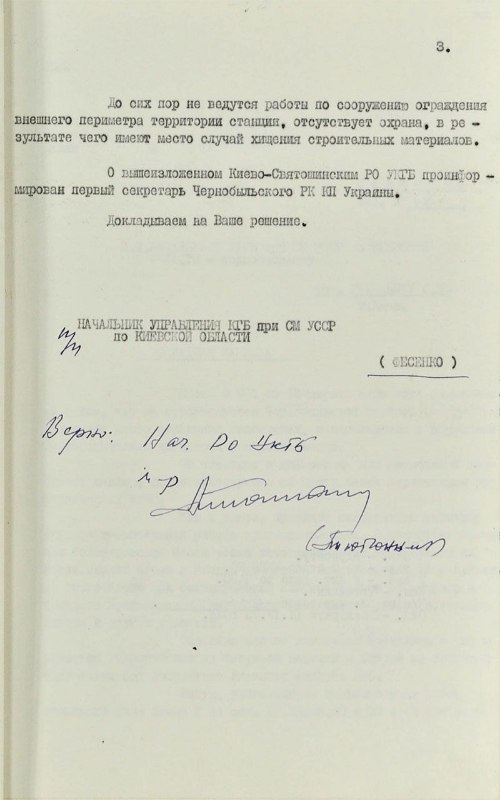 3.
До сих пор не ведутся работы по сооружению ограждения
внешнего периметра территории станции, отсутствует охрана, в ре-
зультате чего имеют место случай хищения строительных материалов.
О вышеизложенном Киево-Святошинским РО УКГБ проинфор-
мирован первый секретарь Чернобыльского РК КП Украины.
Докладываем на Ваше решение.
НАЧАЛЬНИК УПРАВЛЕНИЯ КГБ при СМ УССР
по КИЕВСКОЙ ОБЛАСТИ
п/п
( ФЕСЕНКО )
Верно: Нач. РО УКГБ
м-р